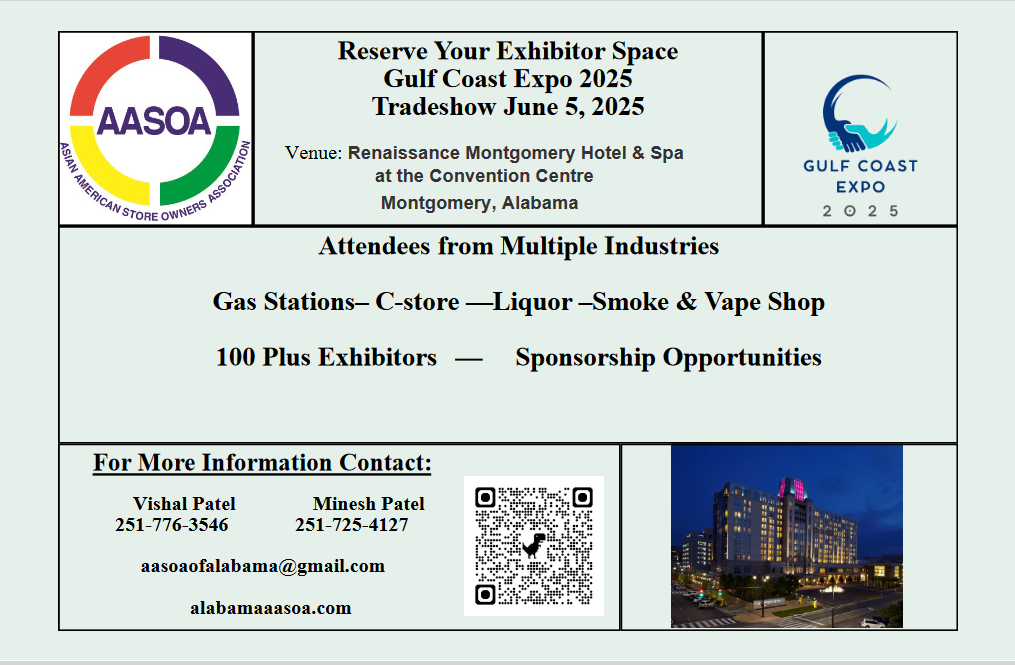 AASOA
ASIAN AMERICAN STORE OWNERS ASSOCIATION
Reserve Your Exhibitor Space
Gulf Coast Expo 2025
Tradeshow June 5, 2025
Venue: Renaissance Montgomery Hotel & Spa
at the Convention Centre
Montgomery, Alabama
GULF COAST
EXPO
2025
Attendees from Multiple Industries
Gas Stations– C-store —Liquor –Smoke & Vape Shop
100 Plus Exhibitors — Sponsorship Opportunities
For More Information Contact:
Vishal Patel Minesh Patel
251-776-3546 251-725-4127
aasoaofalabama@gmail.com
alabamaaasoa.com